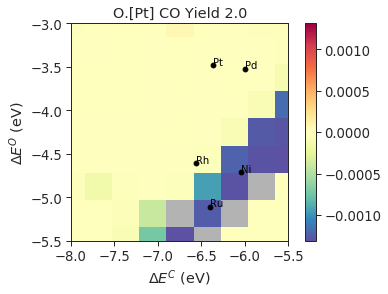 O.[Pt] CO Yield 2.0
−3.0
−3.5
−4.0
−4.5
−5.0
−5.5
ΔE^O (eV)
Pt
Pd
Rh
Ni
Ru
−8.0 −7.5 −7.0 −6.5 −6.0 −5.5
ΔE^C (eV)
0.0010
0.0005
0.0000
−0.0005
−0.0010